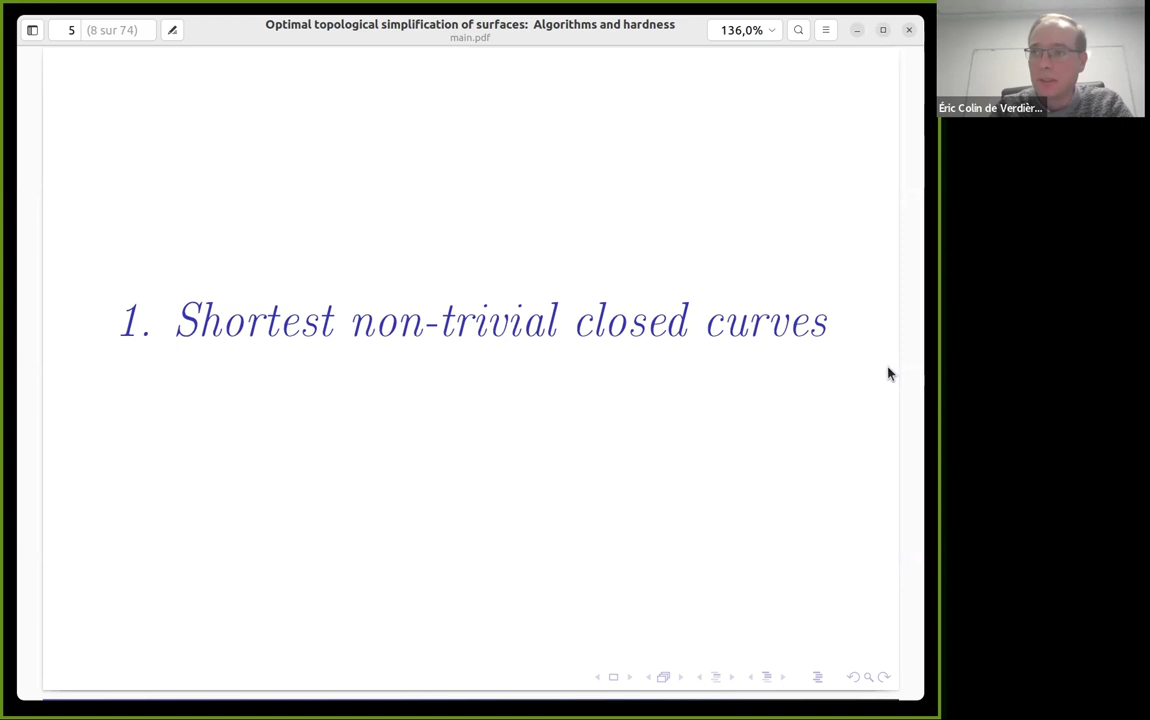 5
(8 sur 74)
Optimal topological simplification of surfaces: Algorithms and hardness
main.pdf
136,0%
Éric Colin de Verdièr...
1. Shortest non-trivial closed curves